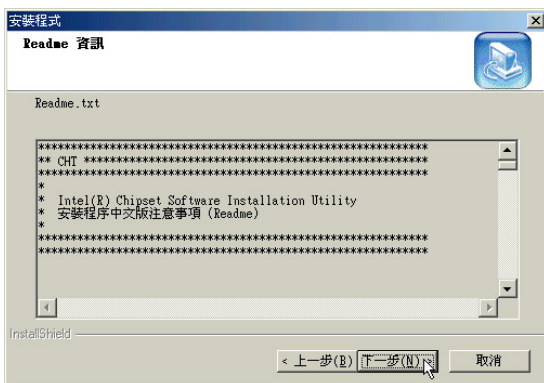 安裝程式
Readme 資訊
Readme.txt
************************************************************
** CHT *****************************************************
************************************************************
*
*  Intel(R) Chipset Software Installation Utility
*  安裝程序中文版注意事項 (Readme)
*
************************************************************
************************************************************
InstallShield
< 上一步(B) 下一步(N) > 取消